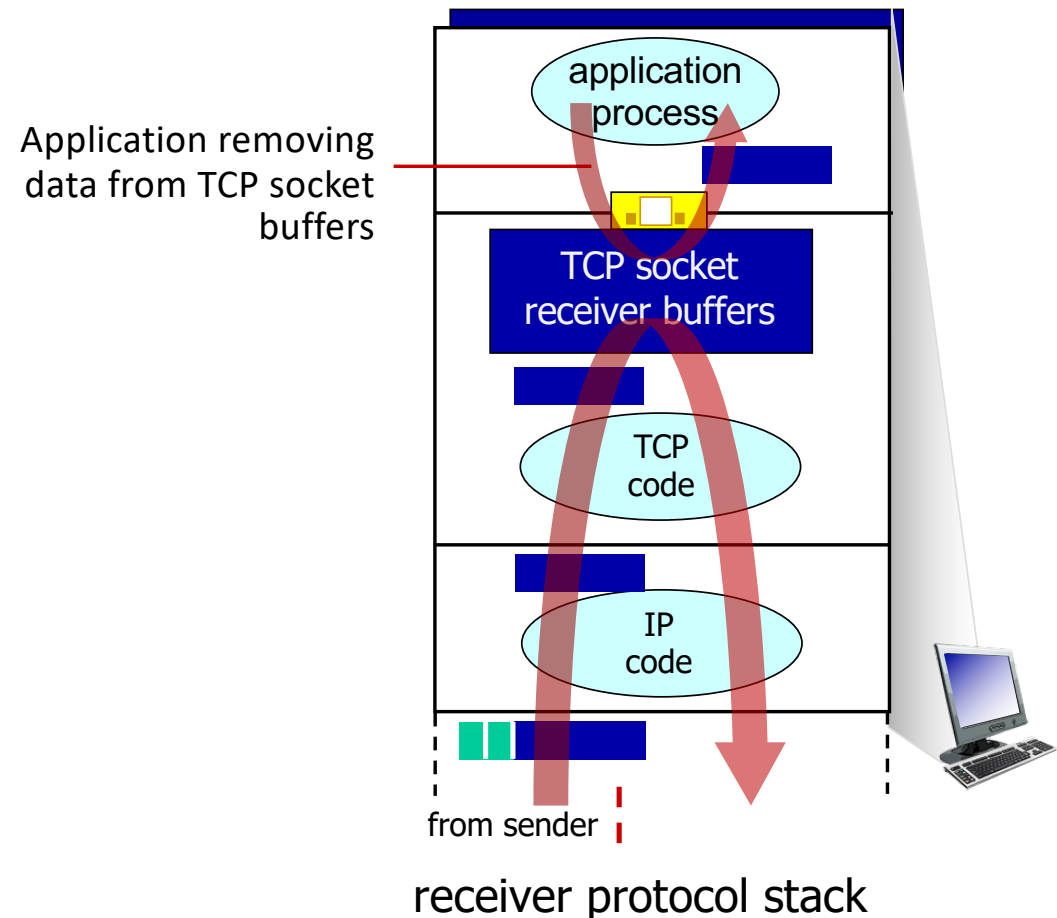 application
process
Application removing
data from TCP socket
buffers
TCP socket
receiver buffers
TCP
code
IP
code
from sender
receiver protocol stack